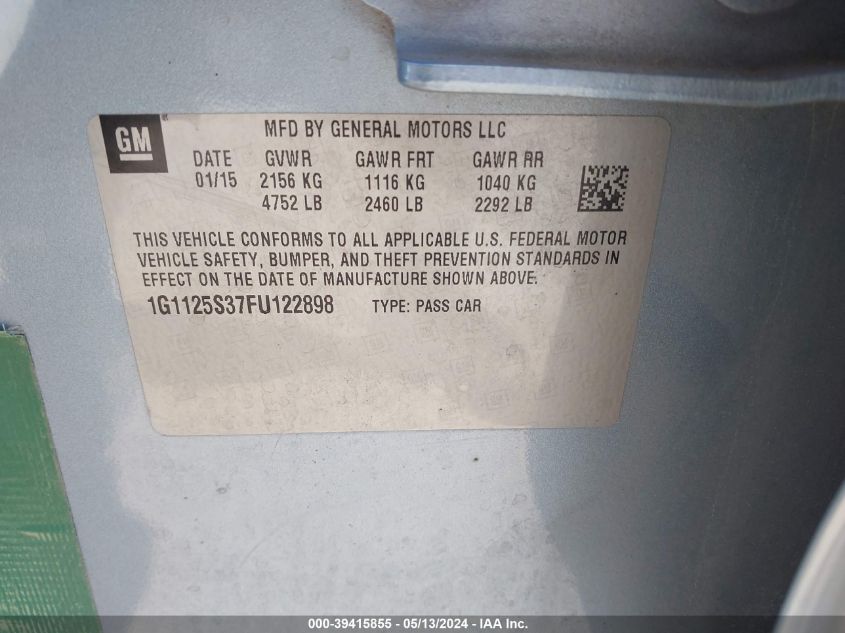 GM
MFD BY GENERAL MOTORS LLC
DATE GVWR GAWR FRT GAWR RR
01/15 2156 KG 1116 KG 1040 KG
4752 LB 2460 LB 2292 LB
THIS VEHICLE CONFORMS TO ALL APPLICABLE U.S. FEDERAL MOTOR
VEHICLE SAFETY, BUMPER, AND THEFT PREVENTION STANDARDS IN
EFFECT ON THE DATE OF MANUFACTURE SHOWN ABOVE.
1G1125S37FU122898 TYPE: PASS CAR
000-39415855 - 05/13/2024 - IAA Inc.